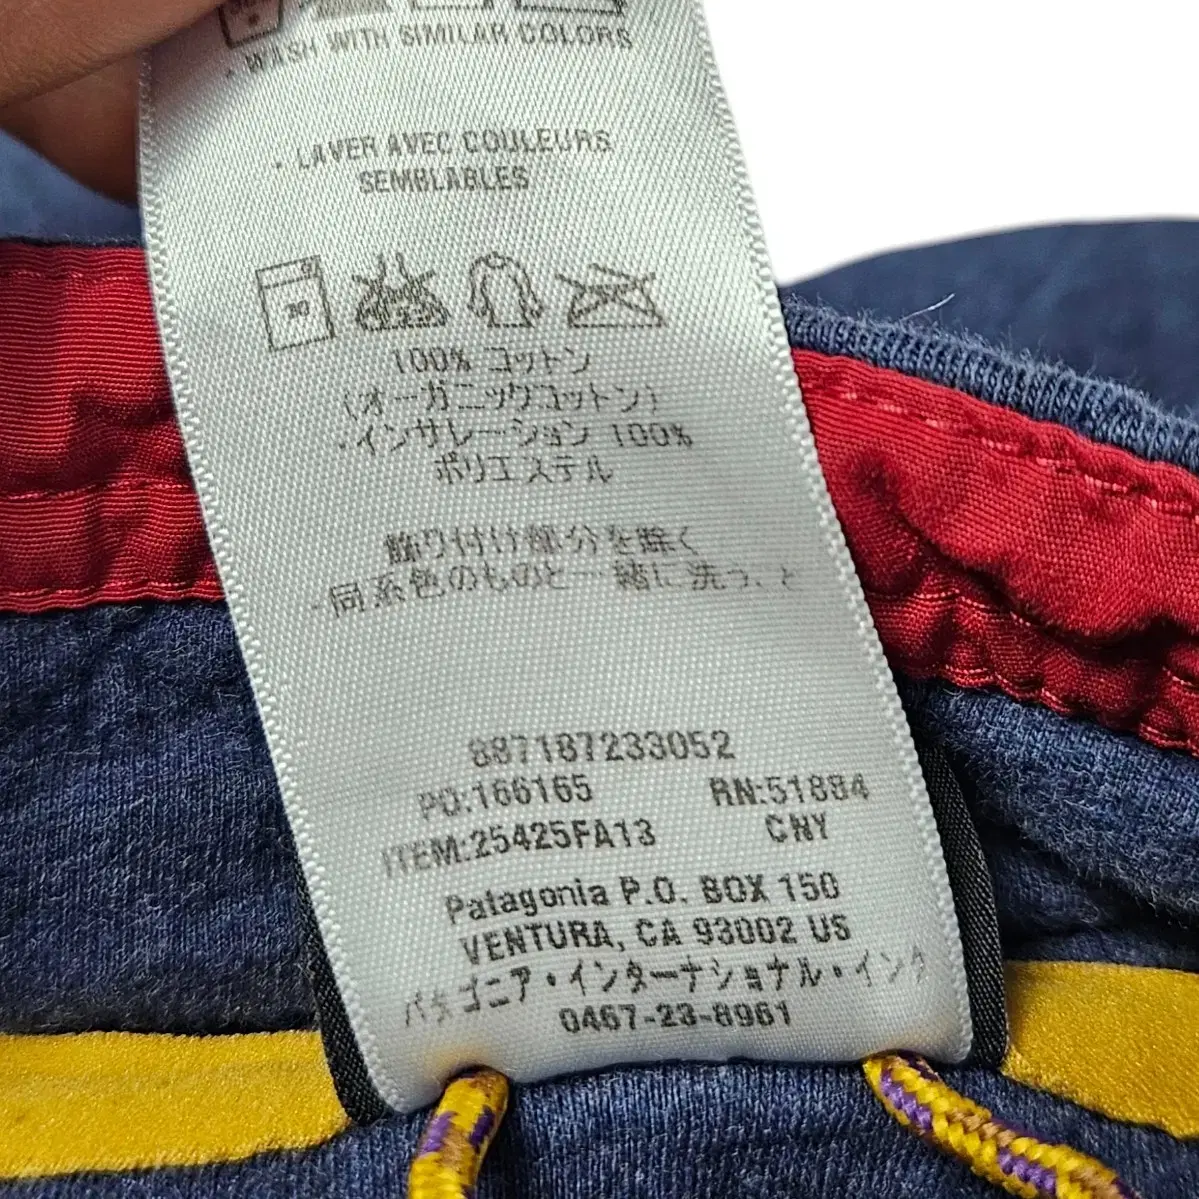 • WASH WITH SIMILAR COLORS
• LAVER AVEC COULEURS
SEMBLABLES
100% コットン
(オーガニックコットン)
・インサレーション 100%
ポリエステル
飾り付け部分を除く
・同系色のものと一緒に洗う、と
887187233052
PO:166165 RN:51884
ITEM:25425FA13 CNY
Patagonia P.O. BOX 150
VENTURA, CA 93002 US
パタゴニア・インターナショナル・インク
0467-23-8961